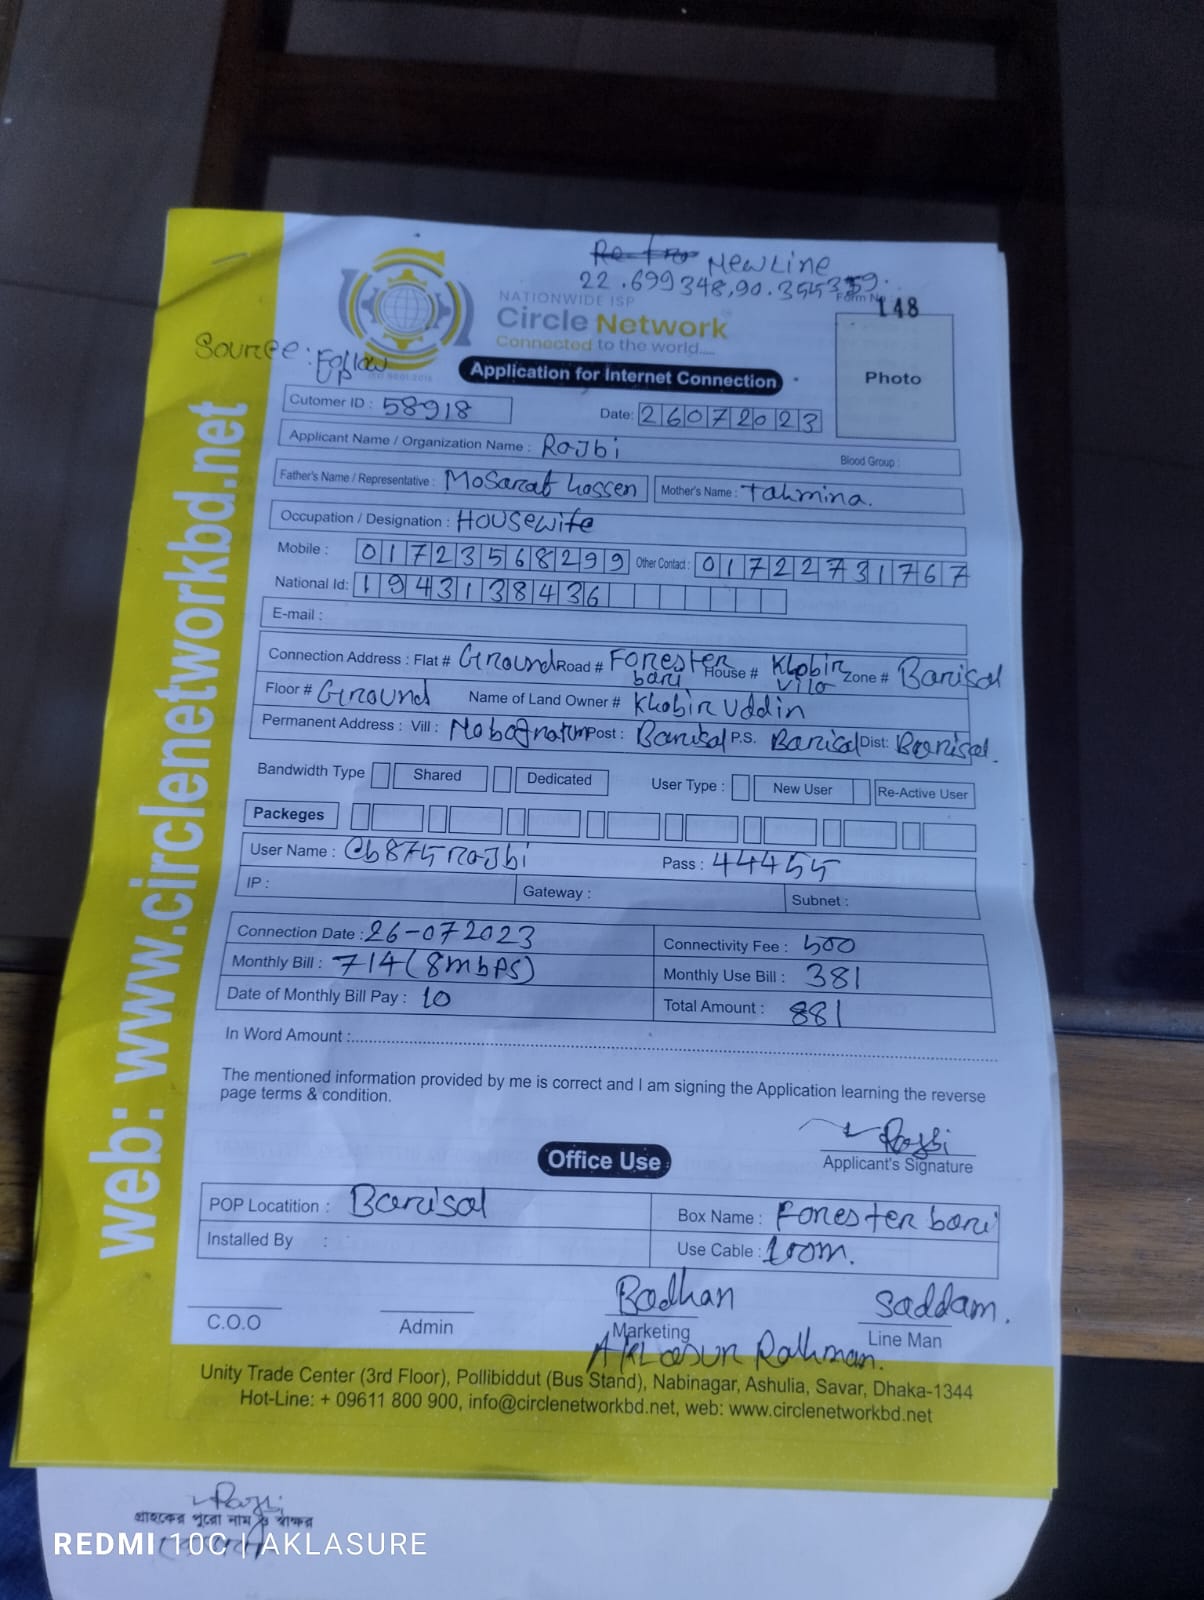 New Line
22.699348,90.355359.
NATIONWIDE ISP
Form No 148
Circle Network
Connected to the world.....
Source: Follow
UP
Application for Internet Connection
Photo
Cutomer ID : 58918
Date: 26072023
Applicant Name / Organization Name : Rajbi
Blood Group :
Father's Name / Representative : Mosaraf hossen Mother's Name : Tahmina.
Occupation / Designation : Housewife
Mobile : 01723568299 Other Contact : 01722731767
National Id: 1943138436
E-mail :
Connection Address : Flat # Ground Road # Forester bari House # Khobir vila Zone # Barisal
Floor # Ground Name of Land Owner # Khobir Uddin
Permanent Address : Vill : Post : Barisal P.S. Barisal Dist: Barisal.
Bandwidth Type Shared Dedicated User Type : New User Re-Active User
Packeges
User Name : Cb875rajbi Pass : 44455
IP : Gateway : Subnet :
Connection Date : 26-072023 Connectivity Fee : 500
Monthly Bill : 714(8mbps) Monthly Use Bill : 381
Date of Monthly Bill Pay : 10 Total Amount : 881
In Word Amount :
The mentioned information provided by me is correct and I am signing the Application learning the reverse
page terms & condition.
Rajbi
Applicant's Signature
Office Use
POP Locatition : Barisal Box Name : Forester bari
Installed By : Use Cable : 100m.
Badhan Saddam.
C.O.O Admin Marketing Line Man
Aklasur Rahman.
Unity Trade Center (3rd Floor), Pollibiddut (Bus Stand), Nabinagar, Ashulia, Savar, Dhaka-1344
Hot-Line: + 09611 800 900, info@circlenetworkbd.net, web: www.circlenetworkbd.net
web: www.circlenetworkbd.net
Rajbi
গ্রাহকের পুরো নাম ও স্বাক্ষর
REDMI 10C | AKLASURE